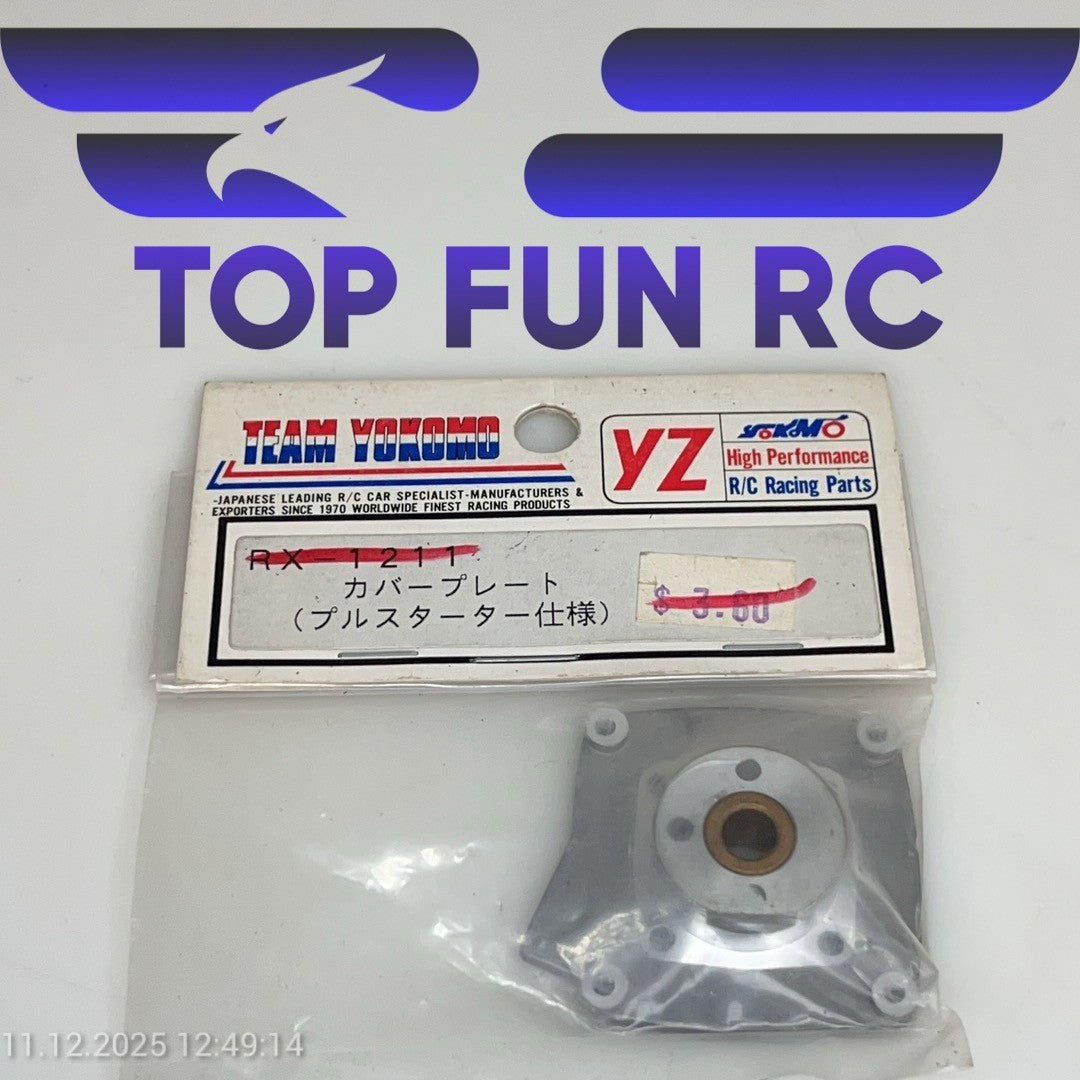 TOP FUN RC
TEAM YOKOMO
-JAPANESE LEADING R/C CAR SPECIALIST-MANUFACTURERS &
EXPORTERS SINCE 1970 WORLDWIDE FINEST RACING PRODUCTS
YZ
YOKOMO
High Performance
R/C Racing Parts
RX-1211
カバープレート
(プルスターター仕様)
$ 3.60
11.12.2025 12:49:14